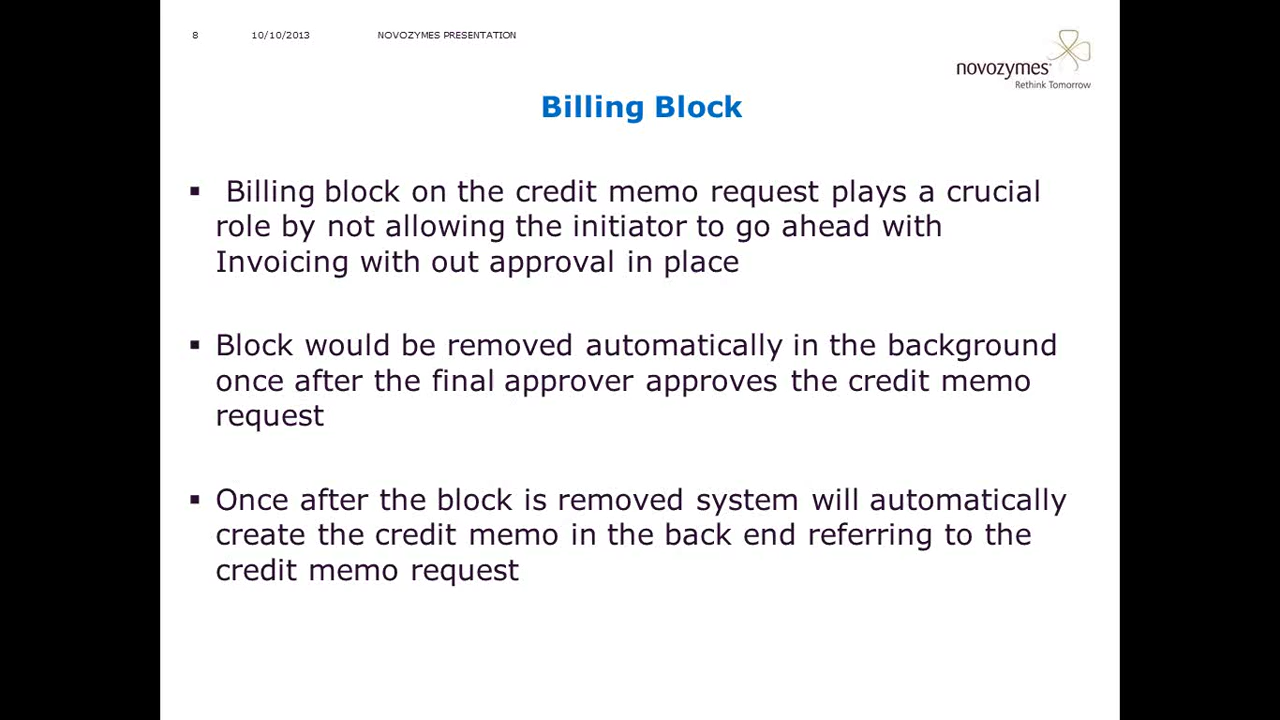 8 10/10/2013 NOVOZYMES PRESENTATION
novozymes®
Rethink Tomorrow
Billing Block
▪ Billing block on the credit memo request plays a crucial
role by not allowing the initiator to go ahead with
Invoicing with out approval in place
▪ Block would be removed automatically in the background
once after the final approver approves the credit memo
request
▪ Once after the block is removed system will automatically
create the credit memo in the back end referring to the
credit memo request